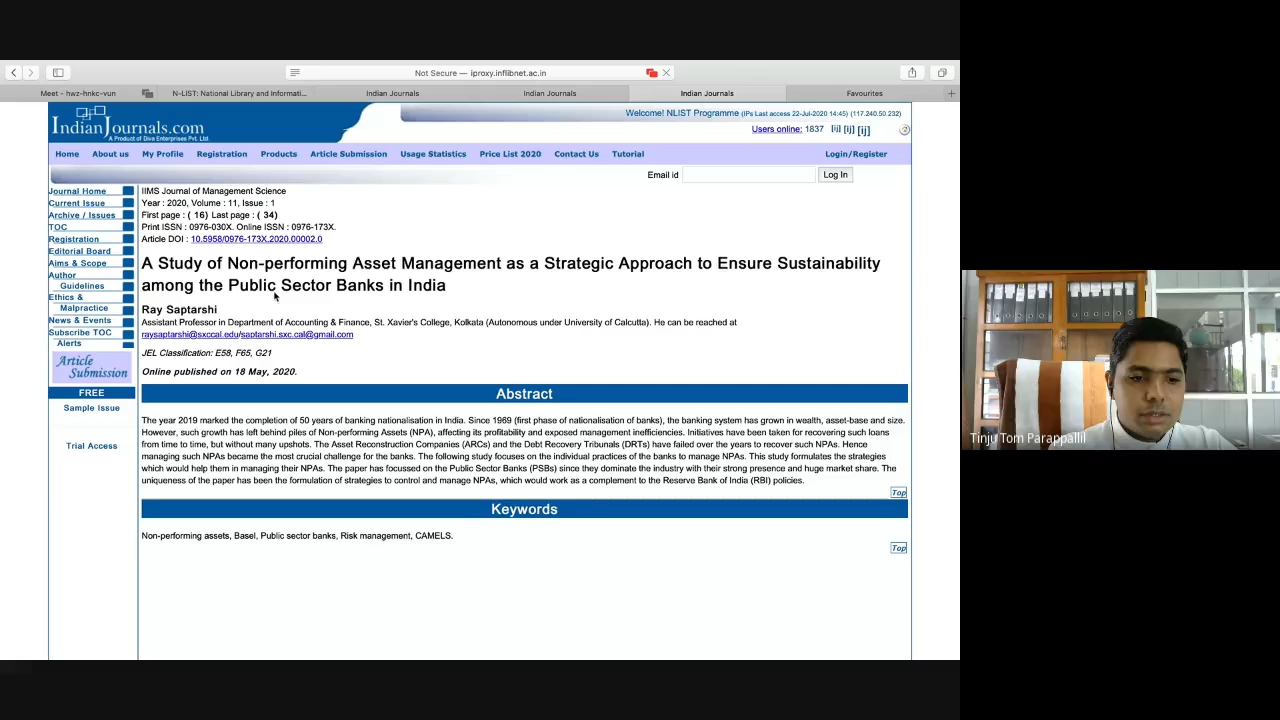 Not Secure — iproxy.inflibnet.ac.in
Meet - hwz-hnkc-vun
N-LIST: National Library and Informati...
Indian Journals
Indian Journals
Indian Journals
Favourites
IndianJournals.com
A Product of Diva Enterprises Pvt. Ltd.
Welcome! NLIST Programme (IPs Last access 22-Jul-2020 14:45) (117.240.50.232)
Users online: 1837 [ij] [ij] [ij]
Home About us My Profile Registration Products Article Submission Usage Statistics Price List 2020 Contact Us Tutorial Login/Register
Email id Log In
Journal Home
Current Issue
Archive / Issues
TOC
Registration
Editorial Board
Aims & Scope
Author
Guidelines
Ethics &
Malpractice
News & Events
Subscribe TOC
Alerts
Article
Submission
FREE
Sample Issue
Trial Access
IIMS Journal of Management Science
Year : 2020, Volume : 11, Issue : 1
First page : ( 16) Last page : ( 34)
Print ISSN : 0976-030X. Online ISSN : 0976-173X.
Article DOI : 10.5958/0976-173X.2020.00002.0
A Study of Non-performing Asset Management as a Strategic Approach to Ensure Sustainability
among the Public Sector Banks in India
Ray Saptarshi
Assistant Professor in Department of Accounting & Finance, St. Xavier's College, Kolkata (Autonomous under University of Calcutta). He can be reached at
raysaptarshi@sxccal.edu/saptarshi.sxc.cal@gmail.com
JEL Classification: E58, F65, G21
Online published on 18 May, 2020.
Abstract
The year 2019 marked the completion of 50 years of banking nationalisation in India. Since 1969 (first phase of nationalisation of banks), the banking system has grown in wealth, asset-base and size.
However, such growth has left behind piles of Non-performing Assets (NPA), affecting its profitability and exposed management inefficiencies. Initiatives have been taken for recovering such loans
from time to time, but without many upshots. The Asset Reconstruction Companies (ARCs) and the Debt Recovery Tribunals (DRTs) have failed over the years to recover such NPAs. Hence
managing such NPAs became the most crucial challenge for the banks. The following study focuses on the individual practices of the banks to manage NPAs. This study formulates the strategies
which would help them in managing their NPAs. The paper has focussed on the Public Sector Banks (PSBs) since they dominate the industry with their strong presence and huge market share. The
uniqueness of the paper has been the formulation of strategies to control and manage NPAs, which would work as a complement to the Reserve Bank of India (RBI) policies.
Top
Keywords
Non-performing assets, Basel, Public sector banks, Risk management, CAMELS.
Top
Tinju Tom Parappallil